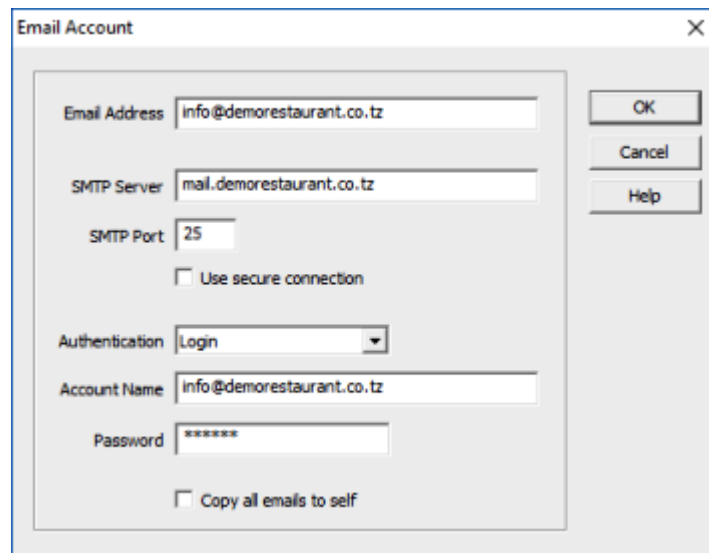 Email Account
Email Address info@demorestaurant.co.tz
OK
Cancel
SMTP Server mail.demorestaurant.co.tz
Help
SMTP Port 25
Use secure connection
Authentication Login
Account Name info@demorestaurant.co.tz
Password ******
Copy all emails to self